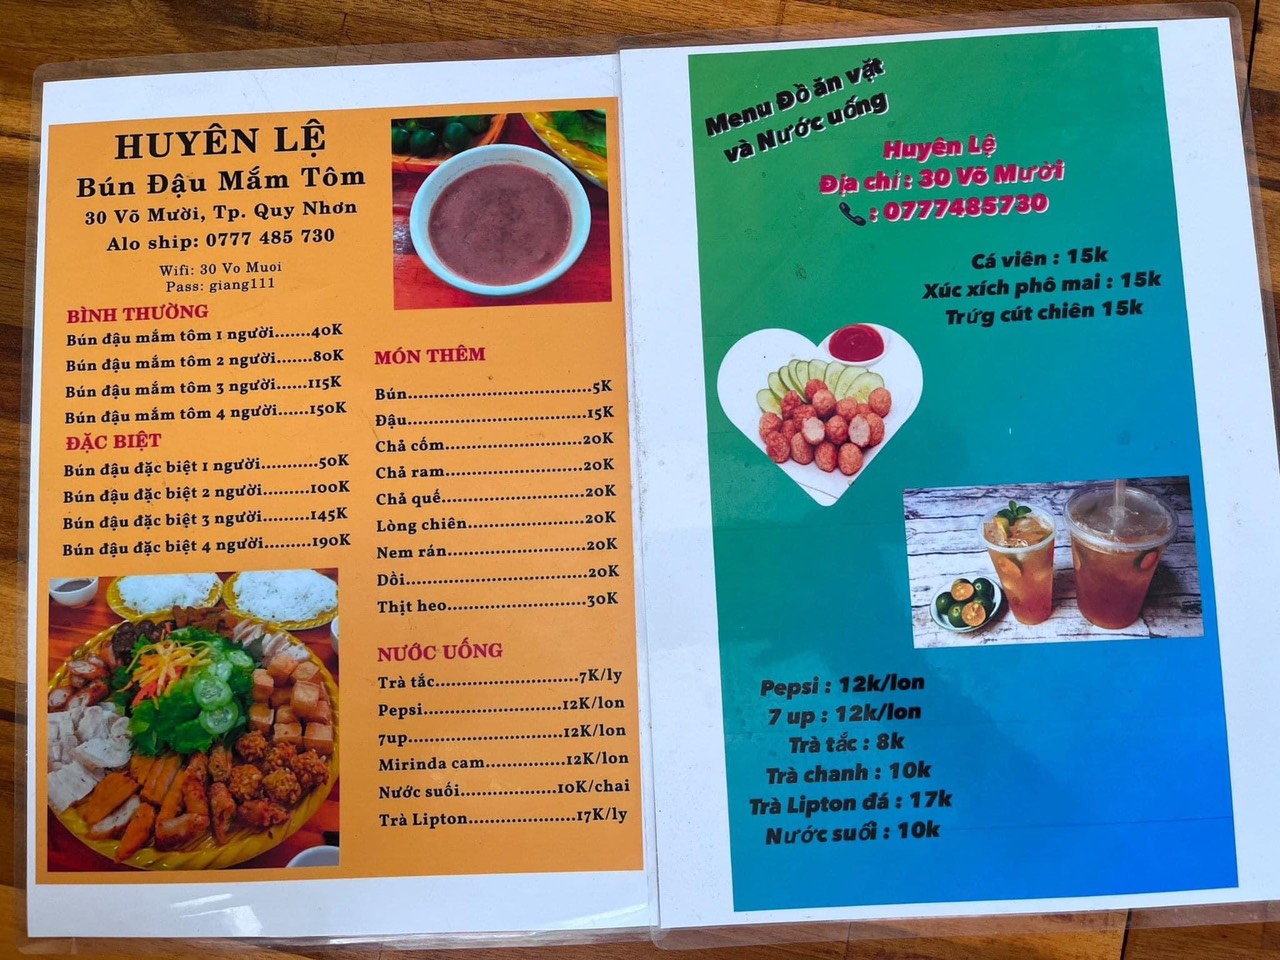 HUYÊN LỆ
Bún Đậu Mắm Tôm
30 Võ Mười, Tp. Quy Nhơn
Alo ship: 0777 485 730
Wifi: 30 Vo Muoi
Pass: giang111
BÌNH THƯỜNG
Bún đậu mắm tôm 1 người.......40K
Bún đậu mắm tôm 2 người.......80K
Bún đậu mắm tôm 3 người......115K
Bún đậu mắm tôm 4 người......150K
ĐẶC BIỆT
Bún đậu đặc biệt 1 người..........50K
Bún đậu đặc biệt 2 người........100K
Bún đậu đặc biệt 3 người........145K
Bún đậu đặc biệt 4 người........190K
MÓN THÊM
Bún..............................5K
Đậu.............................15K
Chả cốm......................20K
Chả ram......................20K
Chả quế.......................20K
Lòng chiên...................20K
Nem rán......................20K
Dồi.............................20K
Thịt heo.......................30K
NƯỚC UỐNG
Trà tắc..........................7K/ly
Pepsi.........................12K/lon
7up............................12K/lon
Mirinda cam...............12K/lon
Nước suối..................10K/chai
Trà Lipton....................17K/ly
Menu Đồ ăn vặt
và Nước uống
Huyên Lệ
Địa chỉ : 30 Võ Mười
📞 : 0777485730
Cá viên : 15k
Xúc xích phô mai : 15k
Trứg cút chiên 15k
Pepsi : 12k/lon
7 up : 12k/lon
Trà tắc : 8k
Trà chanh : 10k
Trà Lipton đá : 17k
Nước suối : 10k